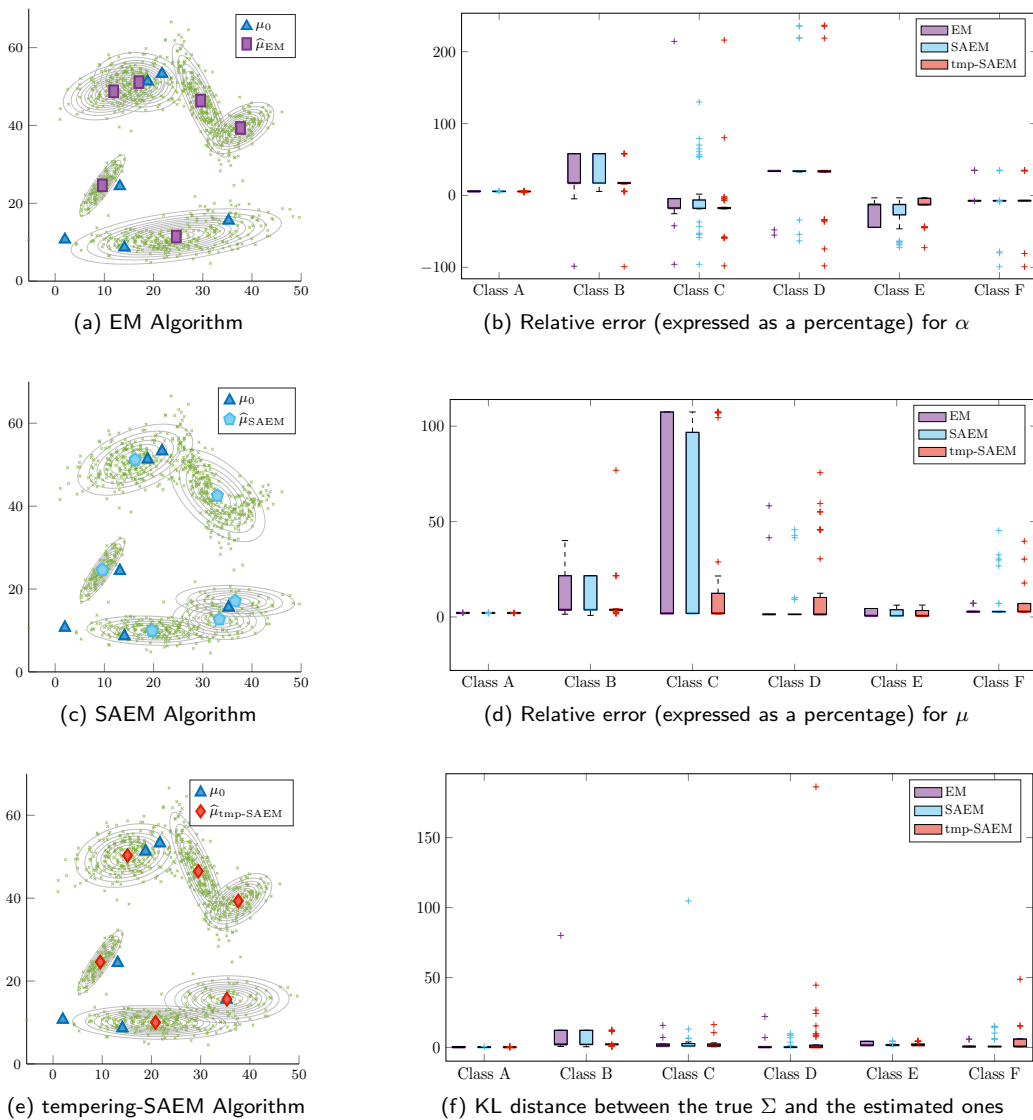 μ₀
μ̂EM
60
40
20
0
0 10 20 30 40 50
(a) EM Algorithm
EM
SAEM
tmp-SAEM
200
100
0
−100
Class A Class B Class C Class D Class E Class F
(b) Relative error (expressed as a percentage) for α
μ₀
μ̂SAEM
60
40
20
0
0 10 20 30 40 50
(c) SAEM Algorithm
EM
SAEM
tmp-SAEM
100
50
0
Class A Class B Class C Class D Class E Class F
(d) Relative error (expressed as a percentage) for μ
μ₀
μ̂tmp-SAEM
60
40
20
0
0 10 20 30 40 50
(e) tempering-SAEM Algorithm
EM
SAEM
tmp-SAEM
150
100
50
0
Class A Class B Class C Class D Class E Class F
(f) KL distance between the true Σ and the estimated ones